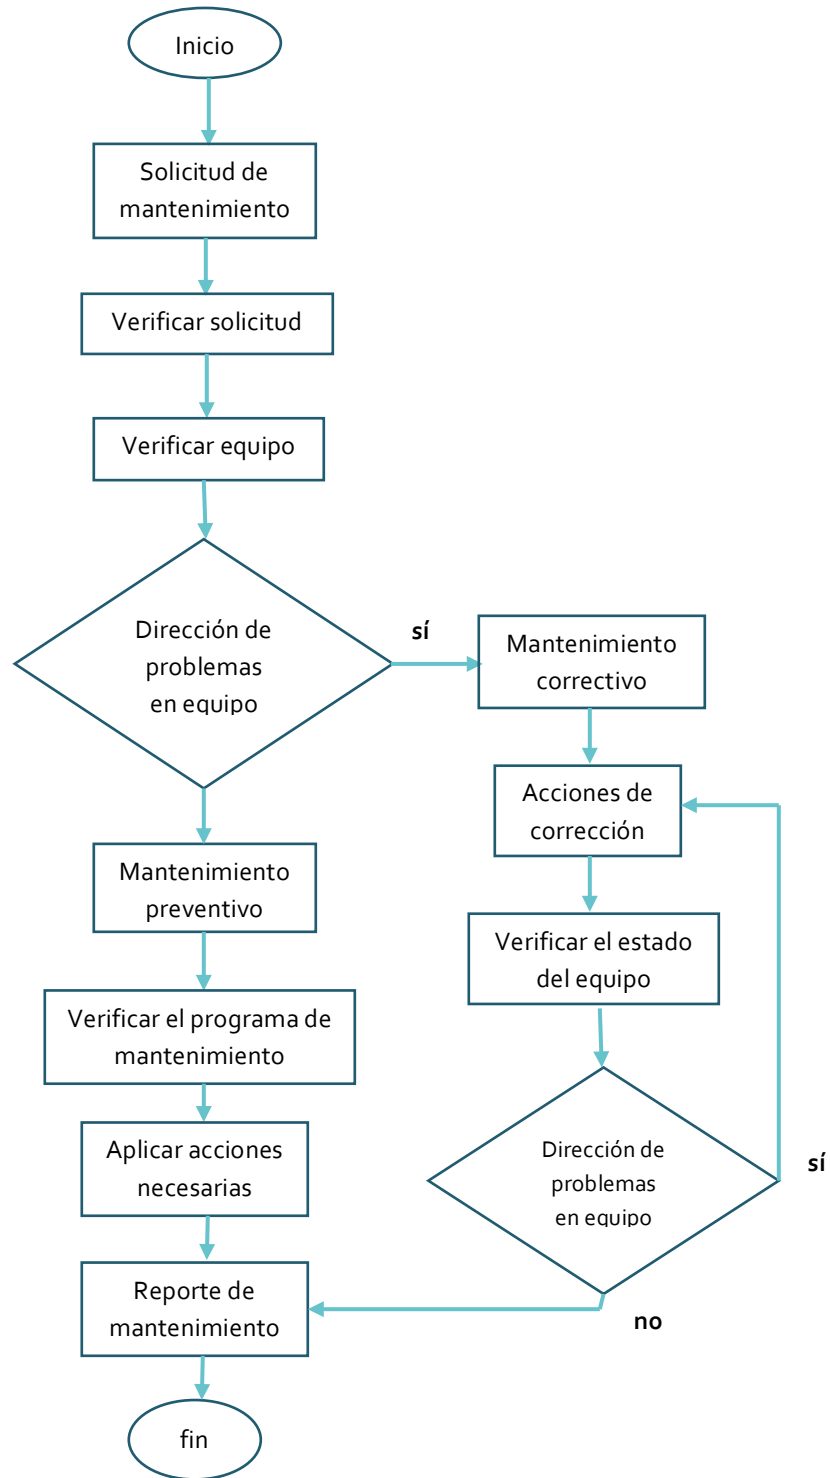 Inicio
Solicitud de
mantenimiento
Verificar solicitud
Verificar equipo
Dirección de
problemas
en equipo
sí
Mantenimiento
correctivo
Acciones de
corrección
Verificar el estado
del equipo
Dirección de
problemas
en equipo
sí
no
Mantenimiento
preventivo
Verificar el programa de
mantenimiento
Aplicar acciones
necesarias
Reporte de
mantenimiento
fin